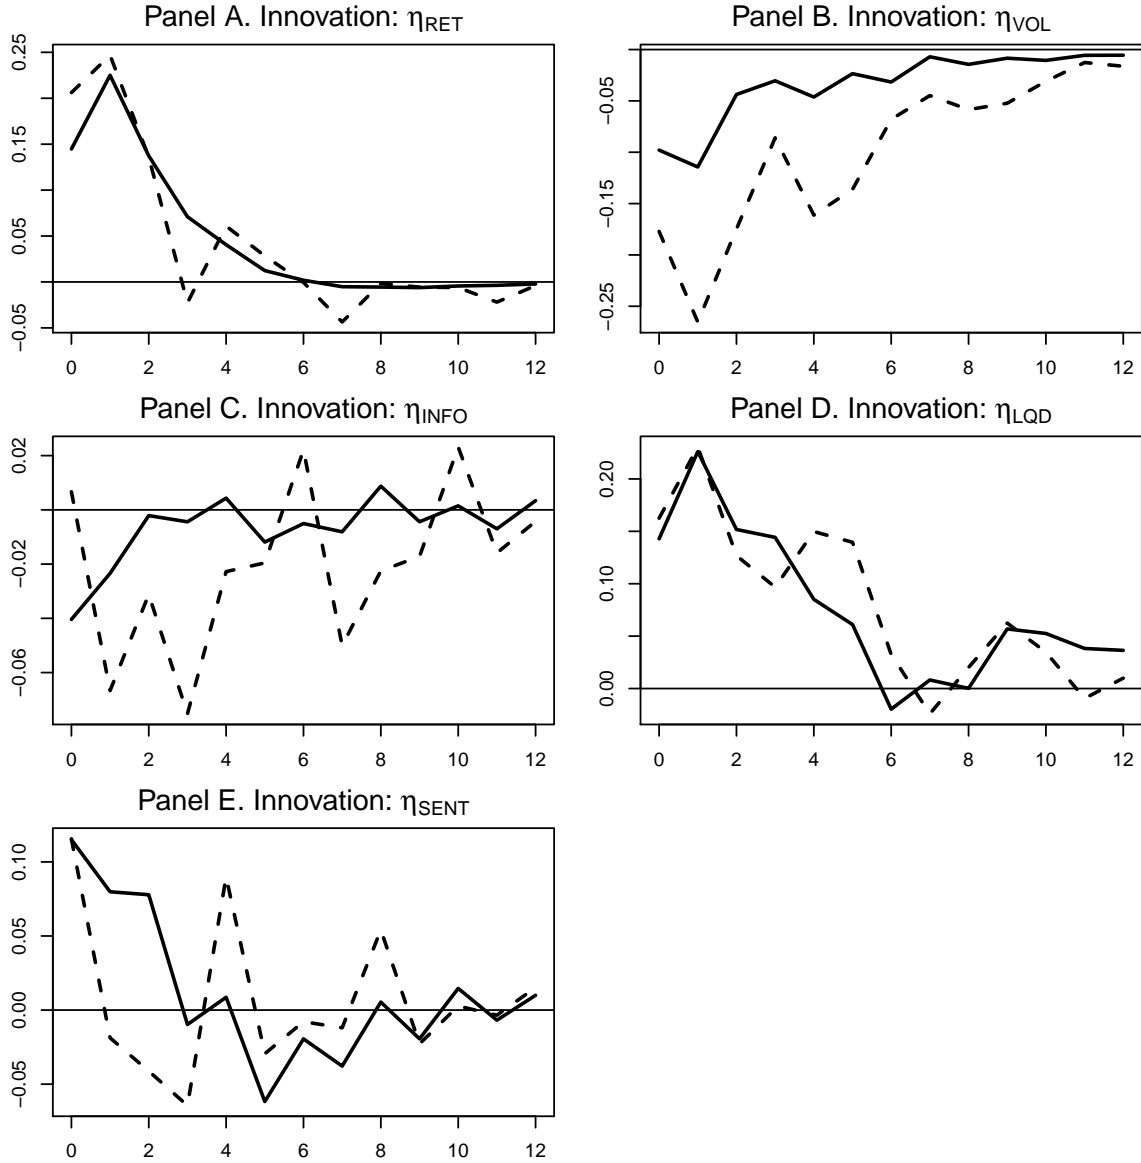 Panel A. Innovation: ηRET
0.25
0.15
0.05
−0.05
0 2 4 6 8 10 12
Panel B. Innovation: ηVOL
−0.05
−0.15
−0.25
0 2 4 6 8 10 12
Panel C. Innovation: ηINFO
0.02
−0.02
−0.06
0 2 4 6 8 10 12
Panel D. Innovation: ηLQD
0.20
0.10
0.00
0 2 4 6 8 10 12
Panel E. Innovation: ηSENT
0.10
0.05
0.00
−0.05
0 2 4 6 8 10 12